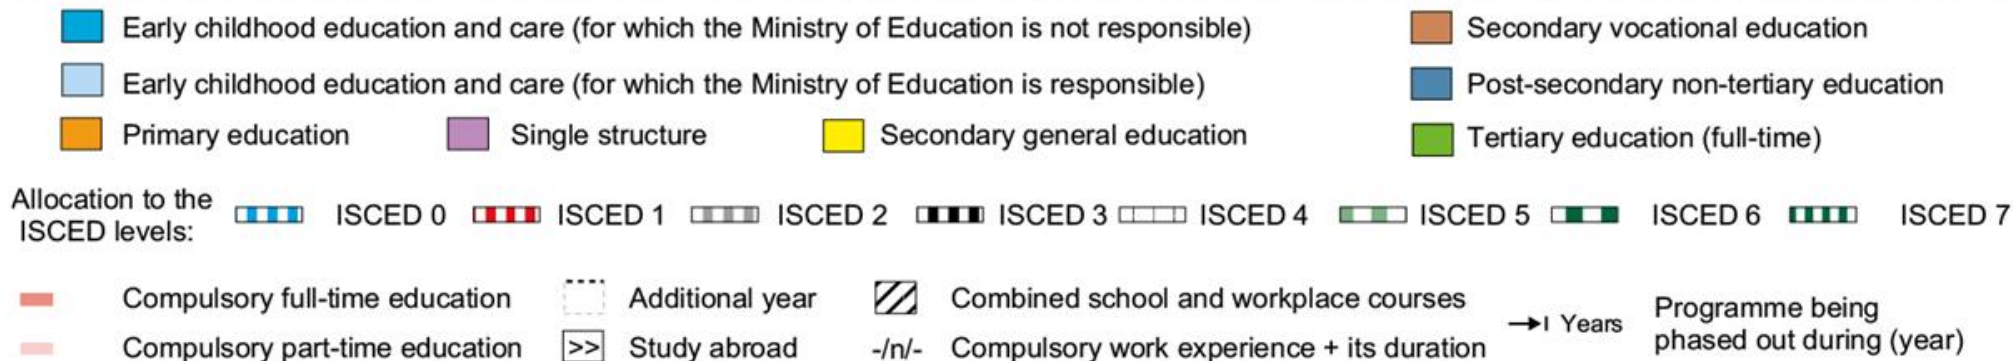 Early childhood education and care (for which the Ministry of Education is not responsible) Secondary vocational education
Early childhood education and care (for which the Ministry of Education is responsible) Post-secondary non-tertiary education
Primary education Single structure Secondary general education Tertiary education (full-time)
Allocation to the
ISCED levels: ISCED 0 ISCED 1 ISCED 2 ISCED 3 ISCED 4 ISCED 5 ISCED 6 ISCED 7
Compulsory full-time education Additional year Combined school and workplace courses
Years Programme being
phased out during (year)
Compulsory part-time education >> Study abroad -/n/- Compulsory work experience + its duration